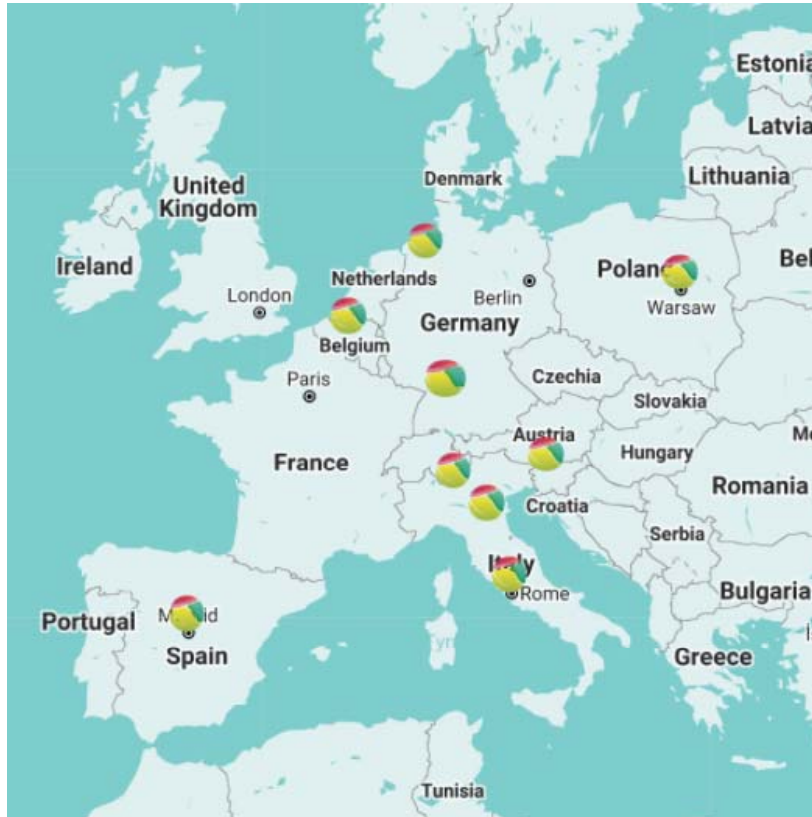 Estonia
Latvia
Denmark
Lithuania
United
Kingdom
Ireland
Netherlands
Berlin
London
Warsaw
Germany
Belgium
Paris
Czechia
Slovakia
Austria
France
Hungary
Romania
Croatia
Serbia
Italy
Bulgaria
Rome
Portugal
Spain
Greece
Tunisia